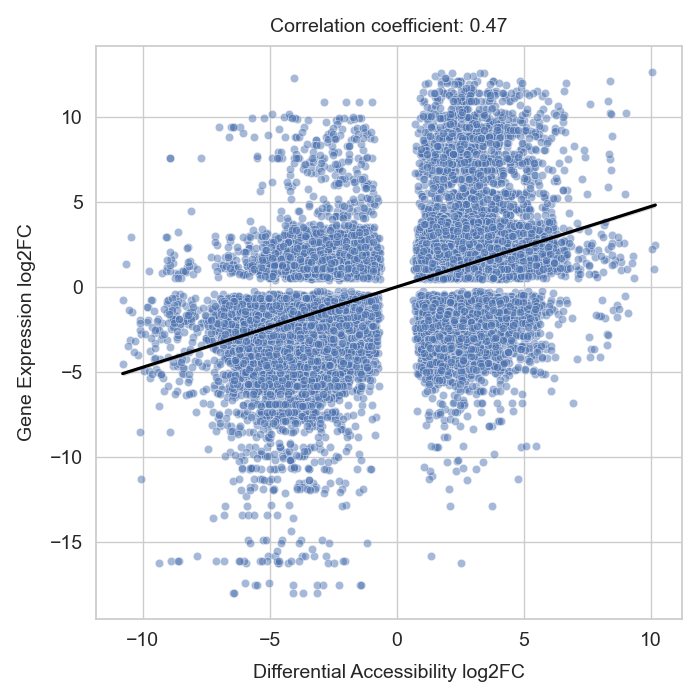 Correlation coefficient: 0.47
10
5
0
−5
−10
−15
Gene Expression log2FC
−10 −5 0 5 10
Differential Accessibility log2FC